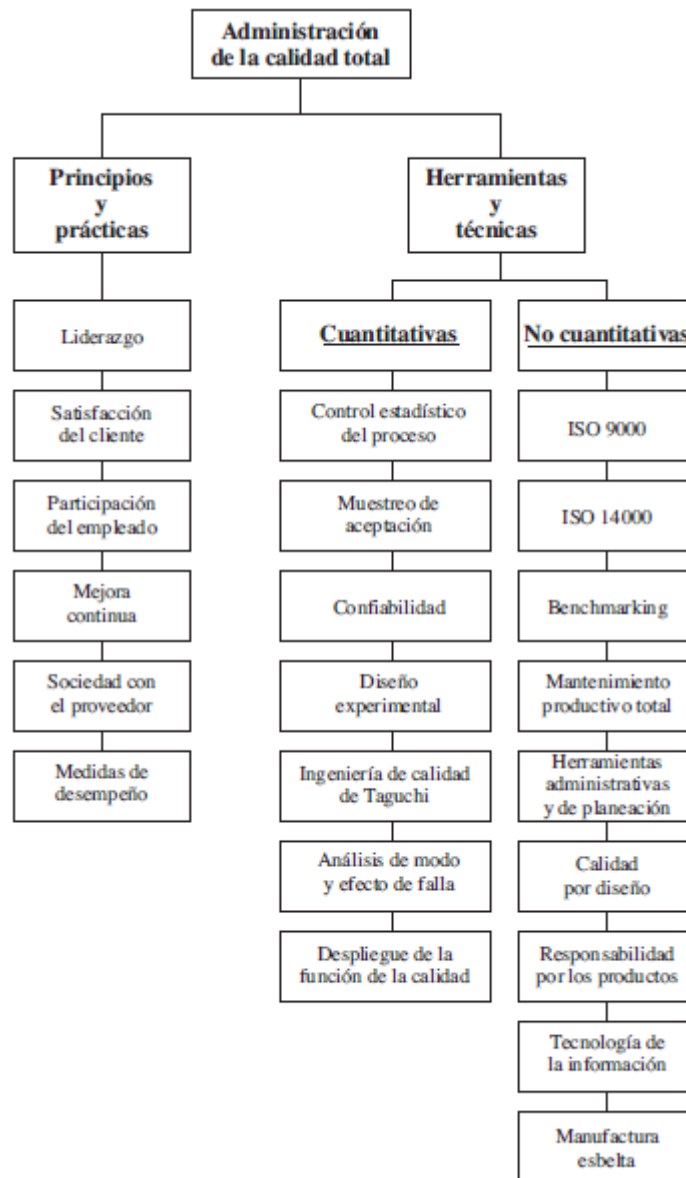 Administración
de la calidad total
Principios
y
prácticas
Liderazgo
Satisfacción
del cliente
Participación
del empleado
Mejora
continua
Sociedad con
el proveedor
Medidas de
desempeño
Herramientas
y
técnicas
Cuantitativas
Control estadístico
del proceso
Muestreo de
aceptación
Confiabilidad
Diseño
experimental
Ingeniería de calidad
de Taguchi
Análisis de modo
y efecto de falla
Despliegue de la
función de la calidad
No cuantitativas
ISO 9000
ISO 14000
Benchmarking
Mantenimiento
productivo total
Herramientas
administrativas
y de planeación
Calidad
por diseño
Responsabilidad
por los productos
Tecnología de
la información
Manufactura
esbelta